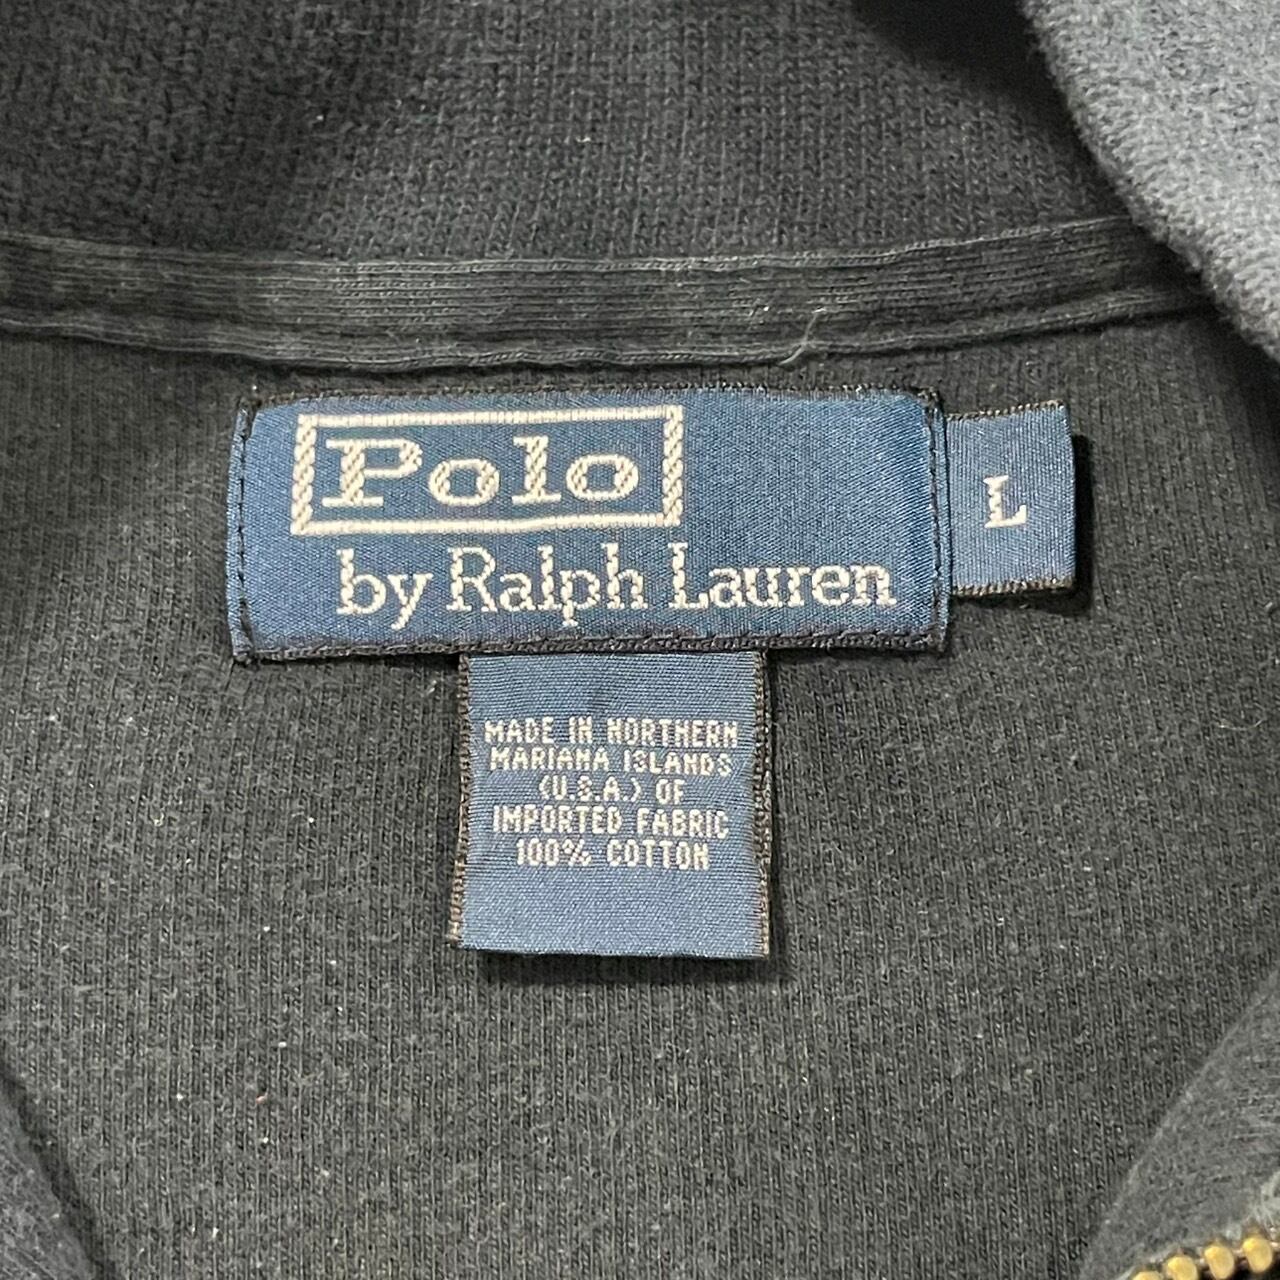 Polo
by Ralph Lauren
L
MADE IN NORTHERN
MARIANA ISLANDS
(U.S.A.) OF
IMPORTED FABRIC
100% COTTON